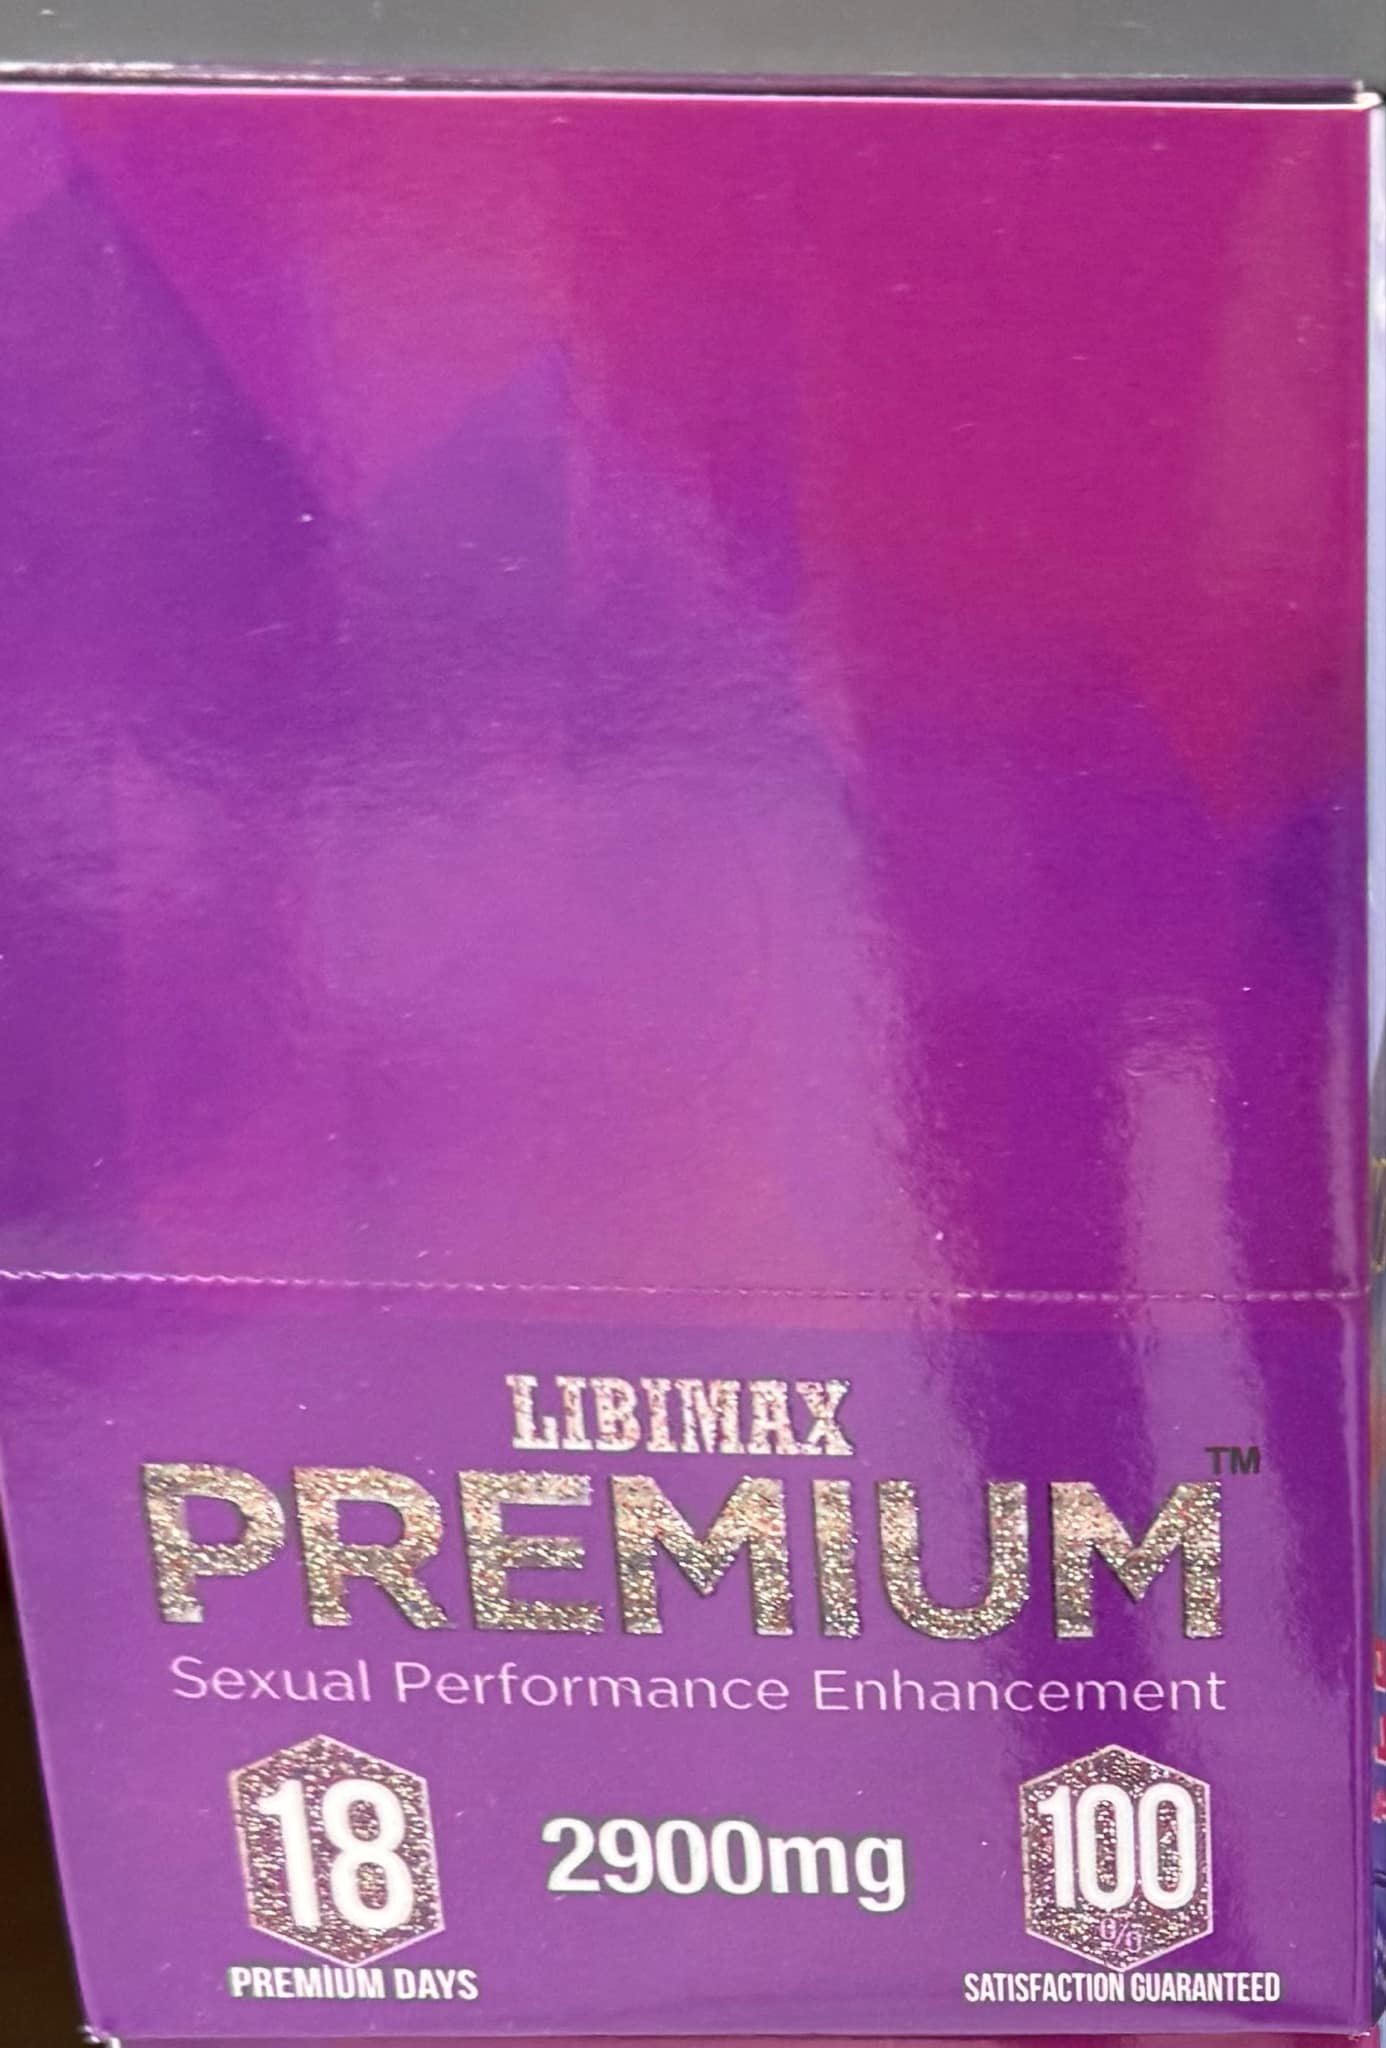 LIBIMAX
PREMIUM™
Sexual Performance Enhancement
18
PREMIUM DAYS
2900mg
100
%
SATISFACTION GUARANTEED